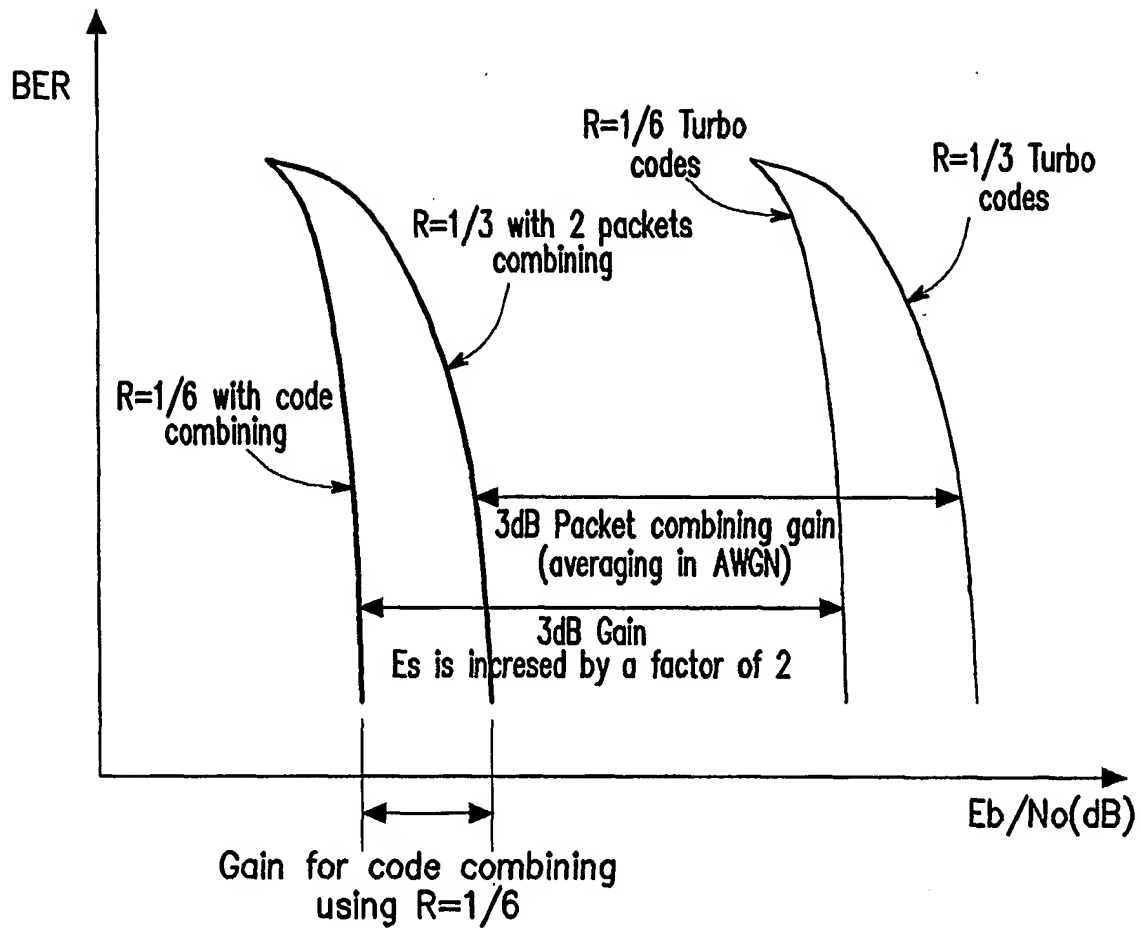 BER
R=1/6 Turbo
codes
R=1/3 Turbo
codes
R=1/3 with 2 packets
combining
R=1/6 with code
combining
3dB Packet combining gain
(averaging in AWGN)
3dB Gain
Es is incresed by a factor of 2
Eb/No(dB)
Gain for code combining
using R=1/6